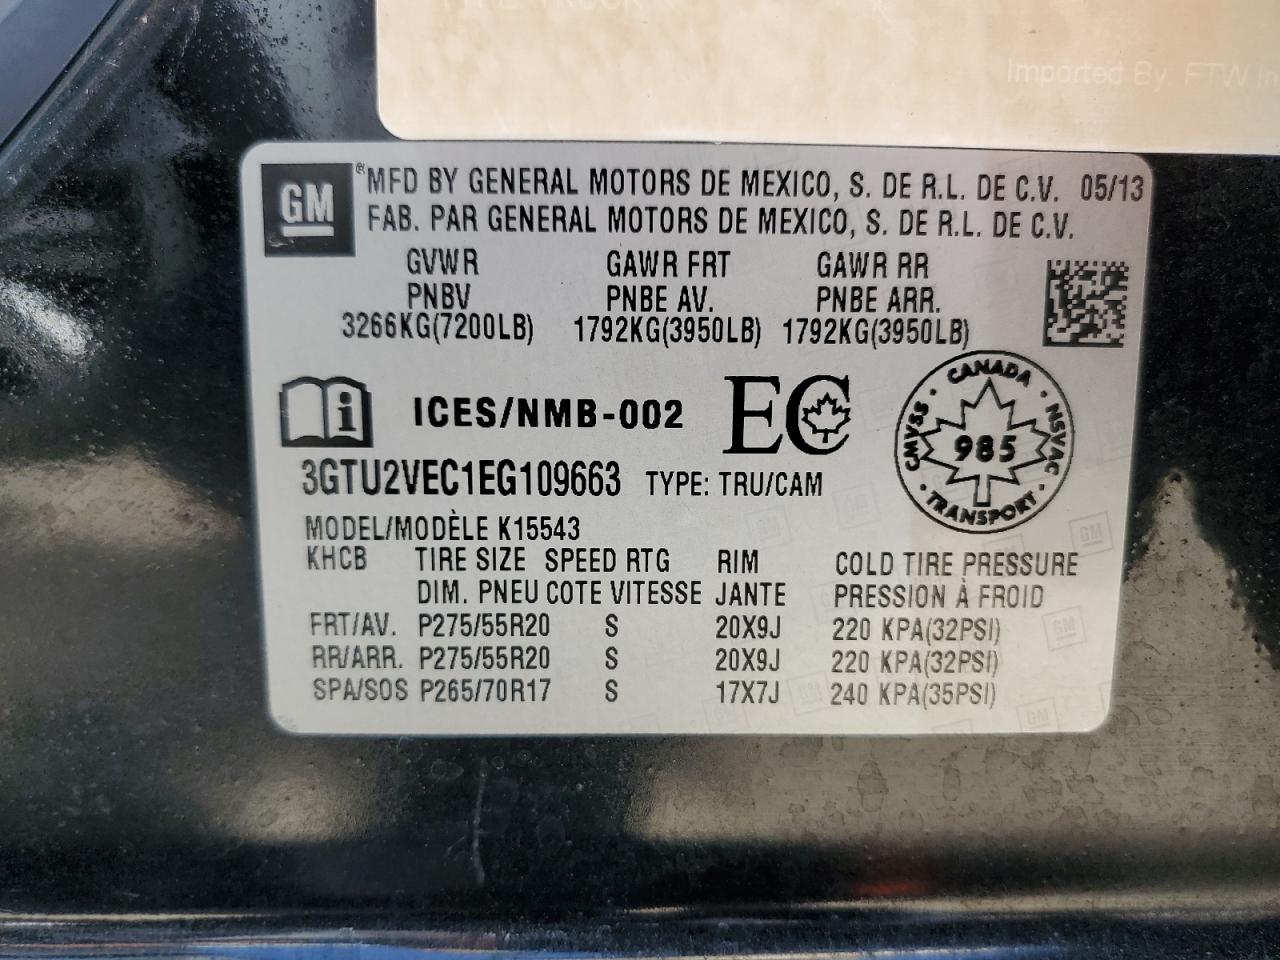 TYPE TRUCK
Imported By FTW In
GM
®MFD BY GENERAL MOTORS DE MEXICO, S. DE R.L. DE C.V. 05/13
FAB. PAR GENERAL MOTORS DE MEXICO, S. DE R.L. DE C.V.
GVWR GAWR FRT GAWR RR
PNBV PNBE AV. PNBE ARR.
3266KG(7200LB) 1792KG(3950LB) 1792KG(3950LB)
i ICES/NMB-002 EC
CANADA
CMVSS 985 NSVAC
TRANSPORT
3GTU2VEC1EG109663 TYPE: TRU/CAM
MODEL/MODÈLE K15543
KHCB TIRE SIZE SPEED RTG RIM COLD TIRE PRESSURE
DIM. PNEU COTE VITESSE JANTE PRESSION À FROID
FRT/AV. P275/55R20 S 20X9J 220 KPA(32PSI)
RR/ARR. P275/55R20 S 20X9J 220 KPA(32PSI)
SPA/SOS P265/70R17 S 17X7J 240 KPA(35PSI)